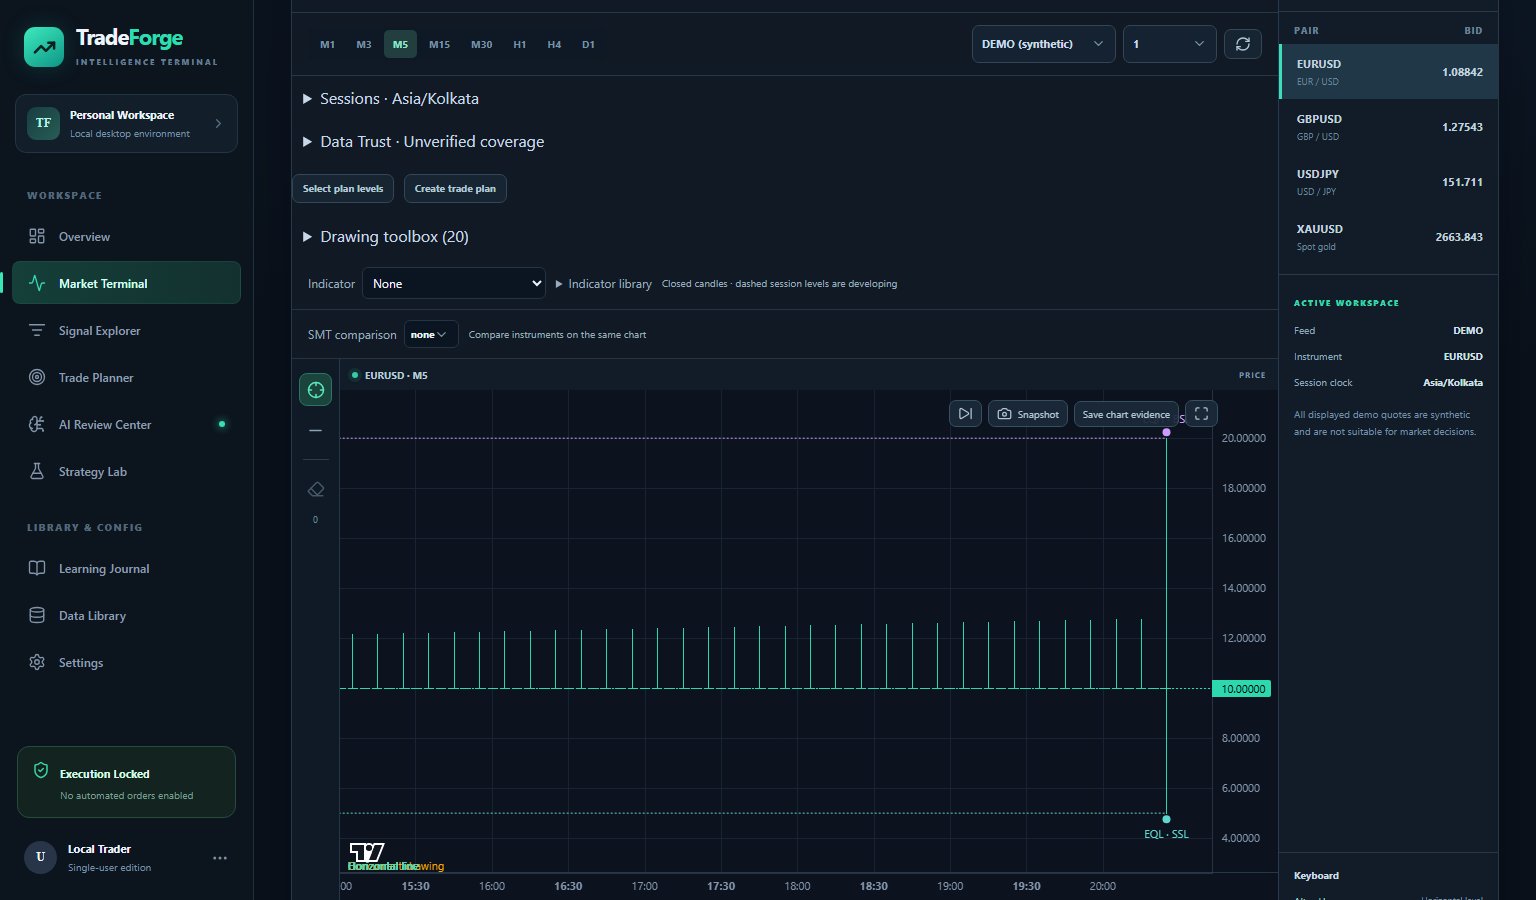 TradeForge
INTELLIGENCE TERMINAL
TF
Personal Workspace
Local desktop environment
WORKSPACE
Overview
Market Terminal
Signal Explorer
Trade Planner
AI Review Center
Strategy Lab
LIBRARY & CONFIG
Learning Journal
Data Library
Settings
Execution Locked
No automated orders enabled
U
Local Trader
Single-user edition
M1 M3 M5 M15 M30 H1 H4 D1
DEMO (synthetic)
1
Sessions · Asia/Kolkata
Data Trust · Unverified coverage
Select plan levels
Create trade plan
Drawing toolbox (20)
Indicator
None
Indicator library
Closed candles · dashed session levels are developing
SMT comparison
none
Compare instruments on the same chart
0
EURUSD · M5
PRICE
Snapshot
Save chart evidence
20.00000
18.00000
16.00000
14.00000
12.00000
10.00000
8.00000
6.00000
4.00000
EQL · SSL
Horizontal line
:00 15:30 16:00 16:30 17:00 17:30 18:00 18:30 19:00 19:30 20:00
PAIR BID
EURUSD
EUR / USD
1.08842
GBPUSD
GBP / USD
1.27543
USDJPY
USD / JPY
151.711
XAUUSD
Spot gold
2663.843
ACTIVE WORKSPACE
Feed DEMO
Instrument EURUSD
Session clock Asia/Kolkata
All displayed demo quotes are synthetic
and are not suitable for market decisions.
Keyboard